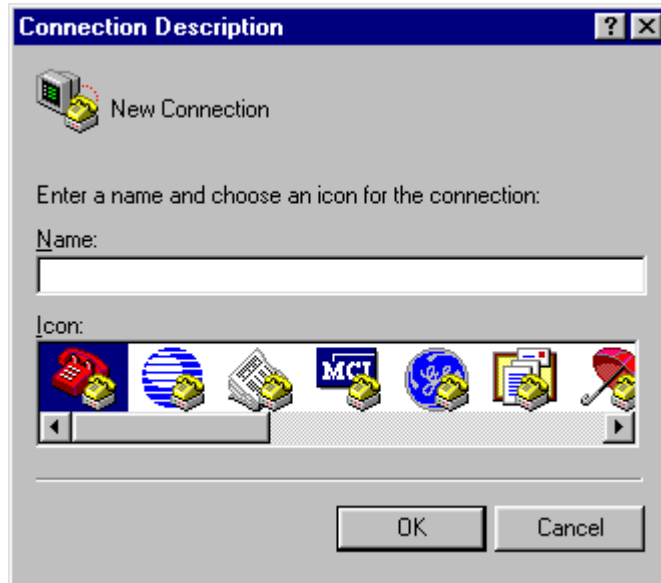 Connection Description
New Connection
Enter a name and choose an icon for the connection:
Name:
Icon:
MCI
OK
Cancel